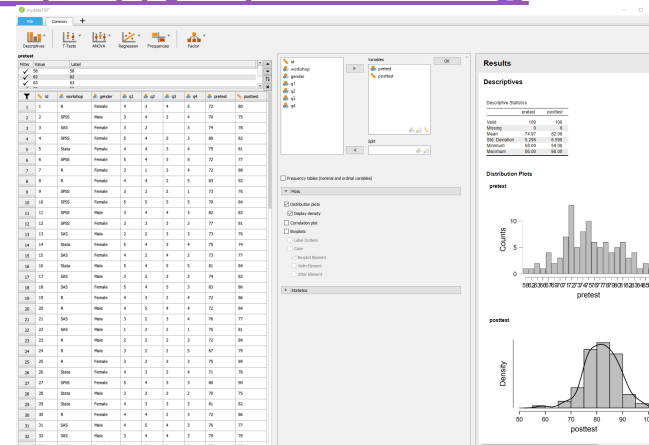 mydata100*
File
Common
+
Descriptives
T-Tests
ANOVA
Regression
Frequencies
Factor
pretest
Filter Value Label
58 58
62 62
63 63
id workshop gender q1 q2 q3 q4 pretest posttest
1 1 R Female 4 3 4 5 72 80
2 2 SPSS Male 3 4 3 4 70 75
3 3 SAS Female 3 2 3 74 78
4 4 SPSS Female 5 4 5 3 80 82
5 5 Stata Female 4 4 3 4 75 81
6 6 SPSS Female 5 4 3 5 72 77
7 7 R Female 3 1 3 4 72 88
8 8 R Female 4 4 2 5 83 92
9 9 SPSS Female 3 2 2 1 73 76
10 10 SPSS Female 5 5 5 5 79 84
11 11 SPSS Male 3 4 4 3 82 83
12 12 SPSS Female 3 3 3 3 77 81
13 13 SAS Male 2 2 3 3 73 76
14 14 Stata Female 5 4 3 4 75 74
15 15 SAS Female 4 2 4 2 73 77
16 16 Stata Male 5 4 5 5 81 84
17 17 SAS Male 3 2 3 3 74 82
18 18 SAS Female 5 4 5 3 83 86
19 19 R Female 4 3 2 4 72 86
20 20 R Male 4 5 4 4 72 84
21 21 SAS Male 3 2 3 4 76 77
22 22 SAS Male 1 2 2 1 75 81
23 23 R Male 2 2 3 3 72 84
24 24 R Male 3 2 2 5 67 79
25 25 R Female 3 2 3 3 75 89
26 26 Stata Female 3 4 2 4 71 76
27 27 SPSS Male 5 4 3 3 80 90
28 28 Stata Male 3 3 3 2 70 75
29 29 Stata Female 4 3 3 3 81 82
30 30 R Male 4 4 2 3 72 86
31 31 SAS Male 4 5 4 3 76 77
32 32 SAS Male 3 4 4 3 79 78
id
workshop
gender
q1
q2
q3
q4
Variables
pretest
posttest
OK
Split
Frequency tables (nominal and ordinal variables)
Plots
Distribution plots
Display density
Correlation plot
Boxplots
Label Outliers
Color
Boxplot Element
Violin Element
Jitter Element
Statistics
Results
Descriptives
Descriptive Statistics
pretest posttest
Valid 100 100
Missing 0 0
Mean 74.97 82.06
Std. Deviation 5.296 6.590
Minimum 58.00 59.00
Maximum 86.00 98.00
Distribution Plots
pretest
Counts
10
5
0
pretest
posttest
Density
50 60 70 80 90
posttest